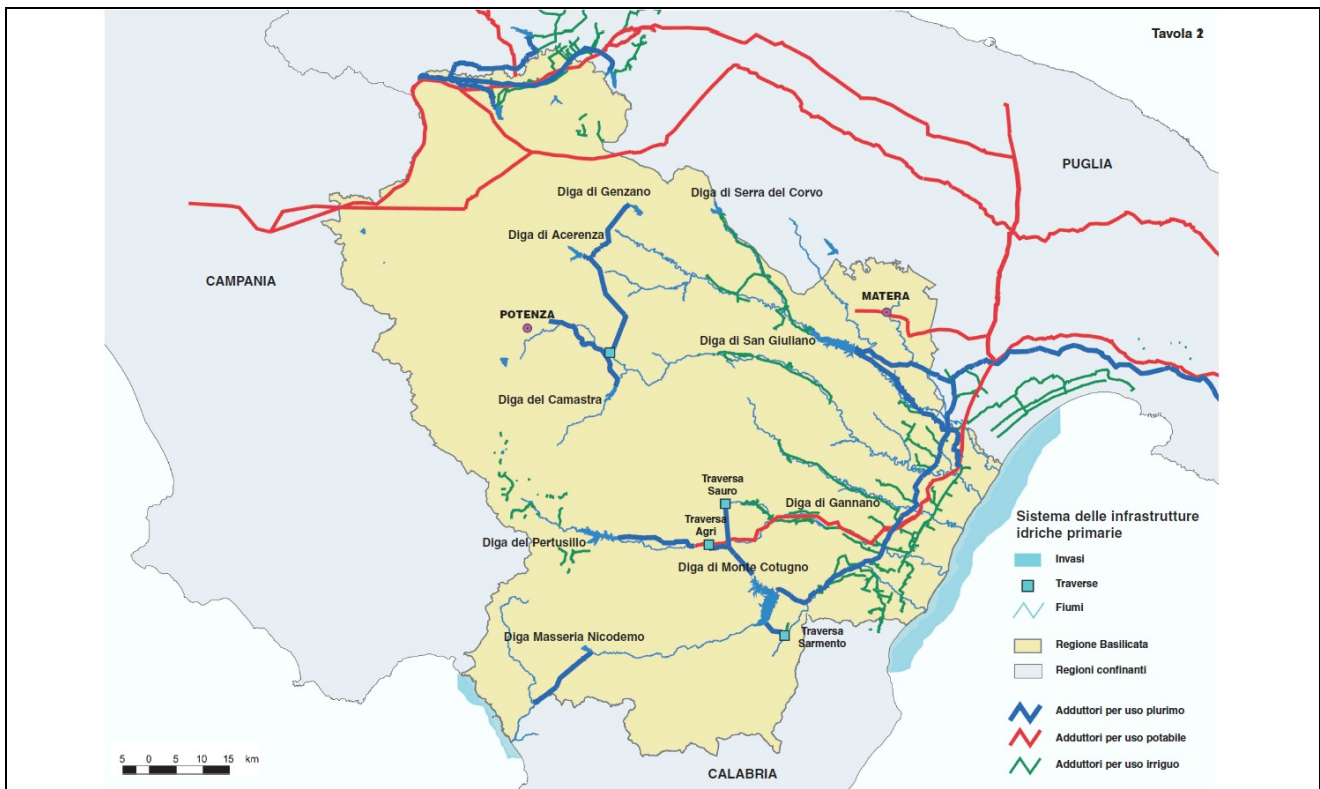 Tavola 2
PUGLIA
Diga di Genzano
Diga di Serra del Corvo
Diga di Acerenza
CAMPANIA
MATERA
POTENZA
Diga di San Giuliano
Diga del Camastra
Traversa
Sauro
Diga di Gannano
Traversa
Agri
Diga del Pertusillo
Diga di Monte Cotugno
Traversa
Sarmento
Diga Masseria Nicodemo
CALABRIA
Sistema delle infrastrutture
idriche primarie
Invasi
Traverse
Fiumi
Regione Basilicata
Regioni confinanti
Adduttori per uso plurimo
Adduttori per uso potabile
Adduttori per uso irriguo
5 0 5 10 15 km